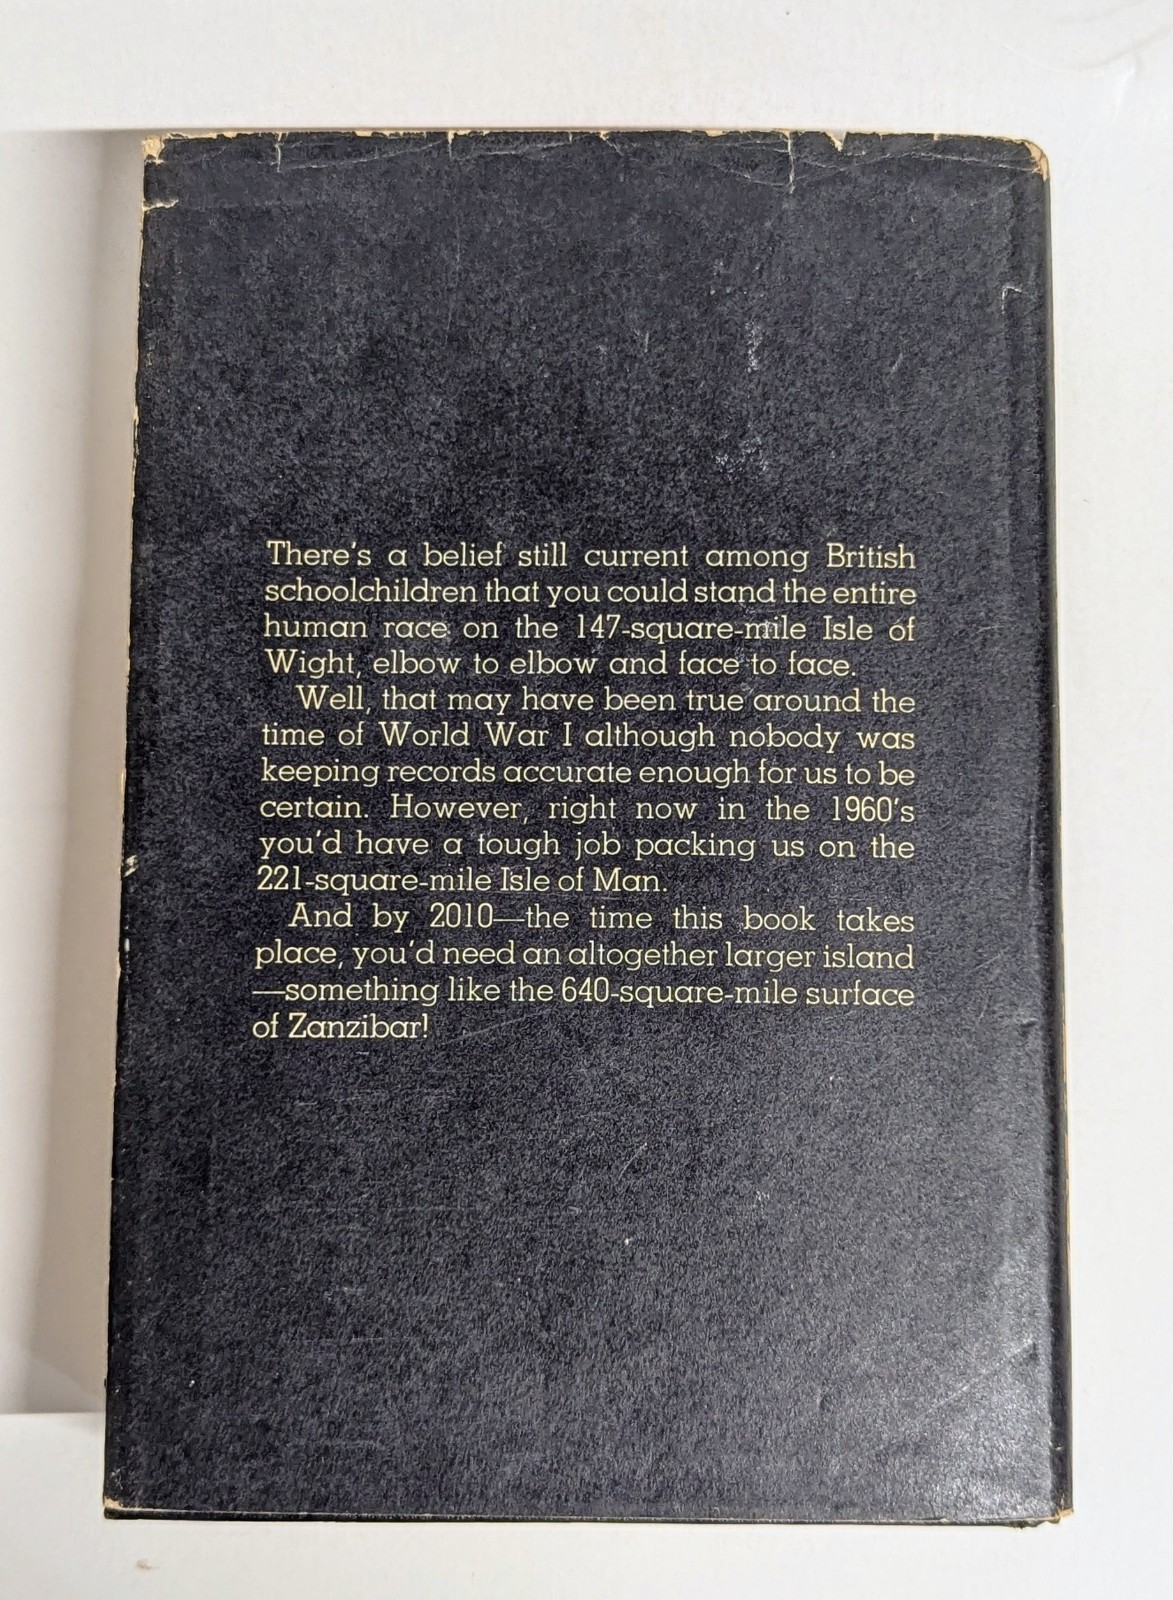 There's a belief still current among British
schoolchildren that you could stand the entire
human race on the 147-square-mile Isle of
Wight, elbow to elbow and face to face.
Well, that may have been true around the
time of World War I although nobody was
keeping records accurate enough for us to be
certain. However, right now in the 1960's
you'd have a tough job packing us on the
221-square-mile Isle of Man.
And by 2010—the time this book takes
place, you'd need an altogether larger island
—something like the 640-square-mile surface
of Zanzibar!